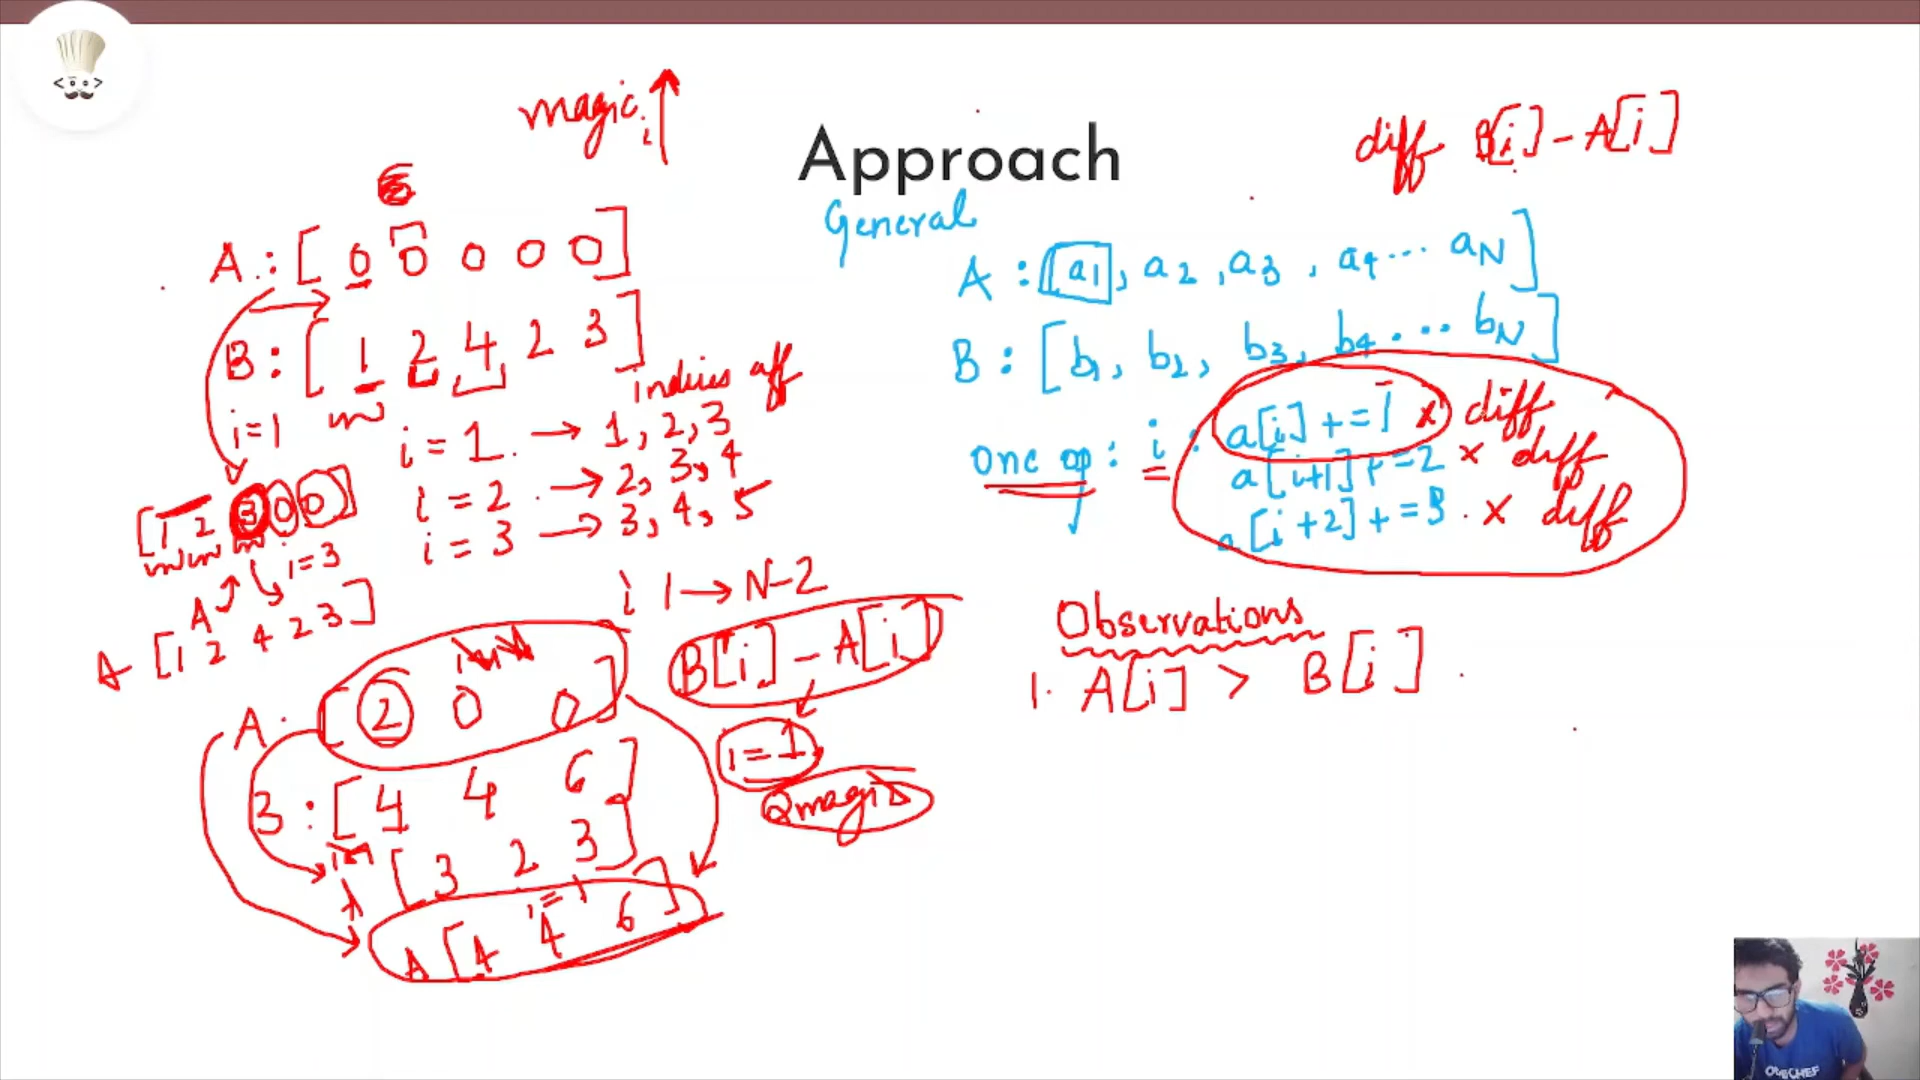 Approach
magic i ↑
diff B[i] - A[i]
General
A : [ 0 0 0 0 0 ]
B : [ 1 2 4 2 3 ]
i=1
indices aff
i = 1 → 1, 2, 3
i = 2 → 2, 3, 4
i = 3 → 3, 4, 5
[ 1 2 3 0 0 ]
i=3
A
A [ 1 2 4 2 3 ]
i 1 → N-2
A : [ 2 0 0 ]
B[i] - A[i]
i=1
2 magic
3 : [ 4 4 6 ]
[ 3 2 3 ]
i=1
A [ 4 4 6 ]
A : [ a1, a2, a3, a4 ... aN ]
B : [ b1, b2, b3, b4 ... bN ]
One op : i : a[i] += 1 x diff
a[i+1] += 2 x diff
a[i+2] += 3 x diff
Observations
1. A[i] > B[i]